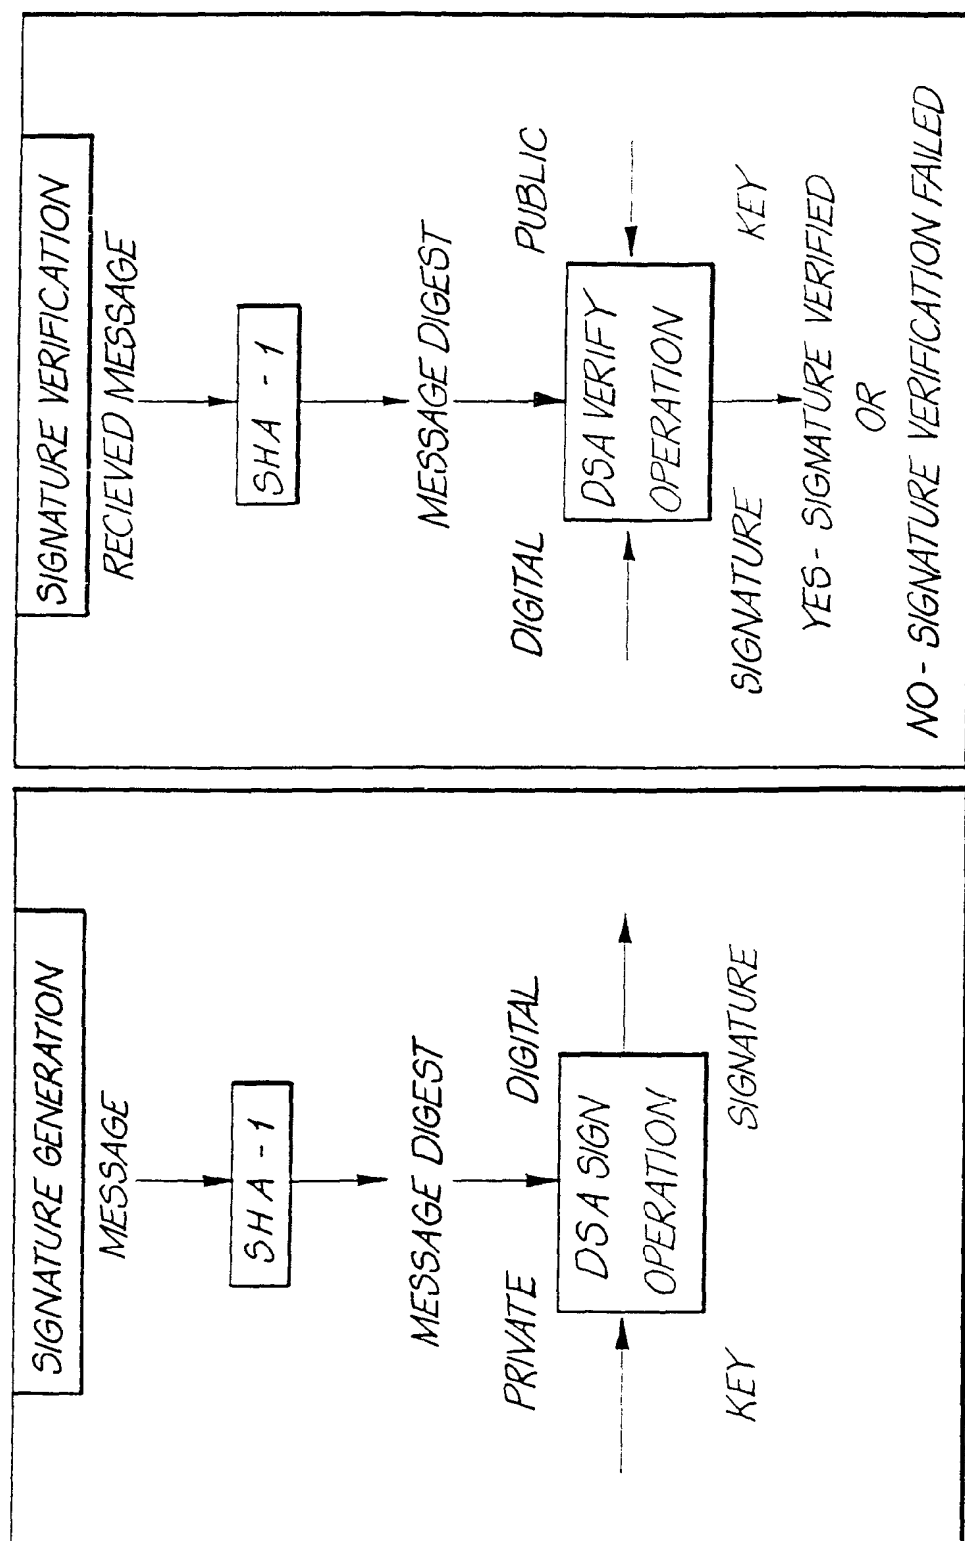 SIGNATURE GENERATION
MESSAGE
SHA - 1
MESSAGE DIGEST
PRIVATE
DIGITAL
DSA SIGN
OPERATION
KEY
SIGNATURE
SIGNATURE VERIFICATION
RECIEVED MESSAGE
SHA - 1
MESSAGE DIGEST
DIGITAL
PUBLIC
DSA VERIFY
OPERATION
SIGNATURE
KEY
YES - SIGNATURE VERIFIED
OR
NO - SIGNATURE VERIFICATION FAILED